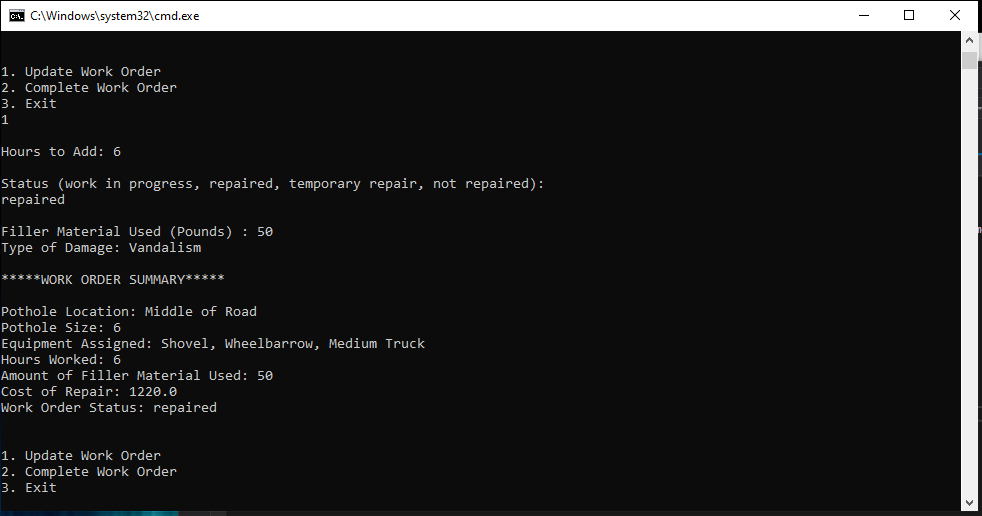 C:\Windows\system32\cmd.exe
1. Update Work Order
2. Complete Work Order
3. Exit
1
Hours to Add: 6
Status (work in progress, repaired, temporary repair, not repaired):
repaired
Filler Material Used (Pounds) : 50
Type of Damage: Vandalism
*****WORK ORDER SUMMARY*****
Pothole Location: Middle of Road
Pothole Size: 6
Equipment Assigned: Shovel, Wheelbarrow, Medium Truck
Hours Worked: 6
Amount of Filler Material Used: 50
Cost of Repair: 1220.0
Work Order Status: repaired
1. Update Work Order
2. Complete Work Order
3. Exit